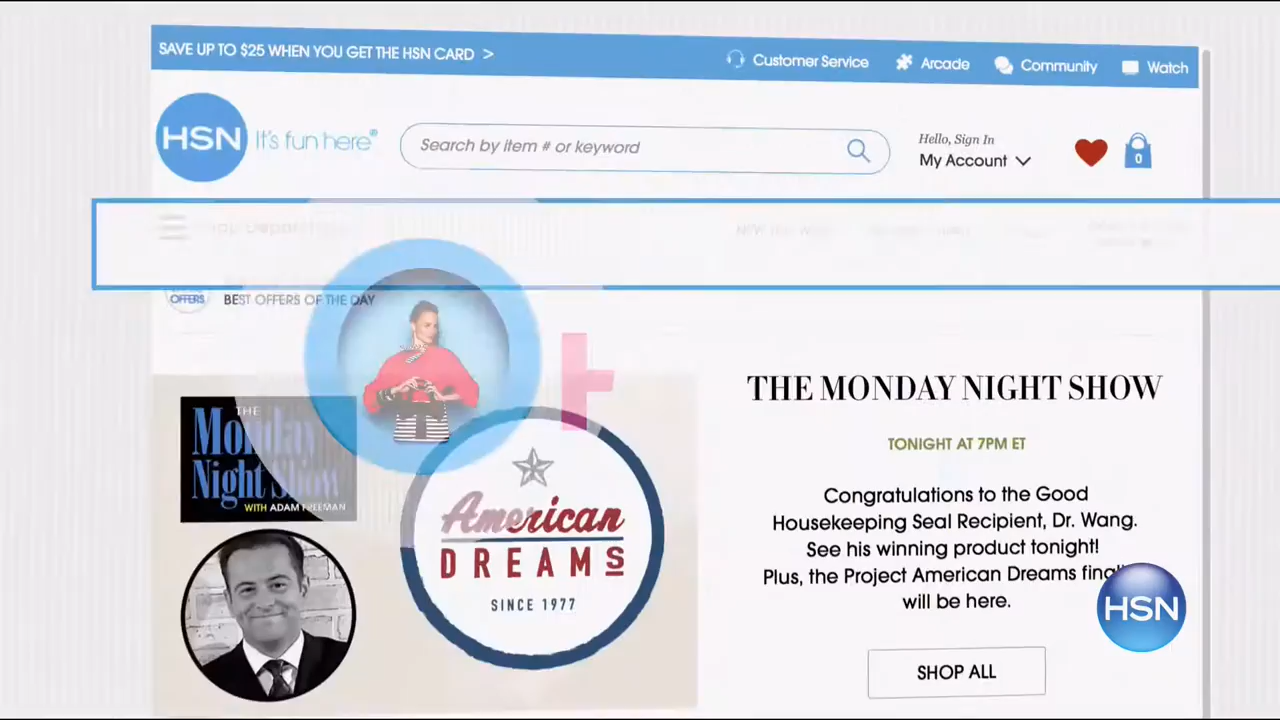 SAVE UP TO $25 WHEN YOU GET THE HSN CARD >
Customer Service
Arcade
Community
Watch
HSN It's fun here®
Search by item # or keyword
Hello, Sign In
My Account
0
OFFERS
BEST OFFERS OF THE DAY
THE
Monday
Night Show
WITH ADAM FREEMAN
American
DREAMS
SINCE 1977
THE MONDAY NIGHT SHOW
TONIGHT AT 7PM ET
Congratulations to the Good
Housekeeping Seal Recipient, Dr. Wang.
See his winning product tonight!
Plus, the Project American Dreams
will be here.
HSN
SHOP ALL